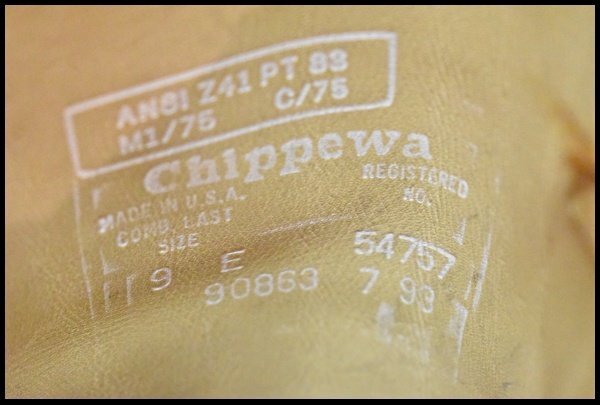 ANSI Z41 PT 83
M1/75 C/75
Chippewa
MADE IN U.S.A. REGISTERED
COMB. LAST NO.
SIZE
9 E 54757
90863 7 93